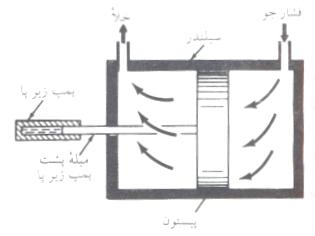 فشار جو
خلاءٔ
سیلندر
پمپ زیر پا
میلهٔ پشت
پمپ زیر پا
پیستون